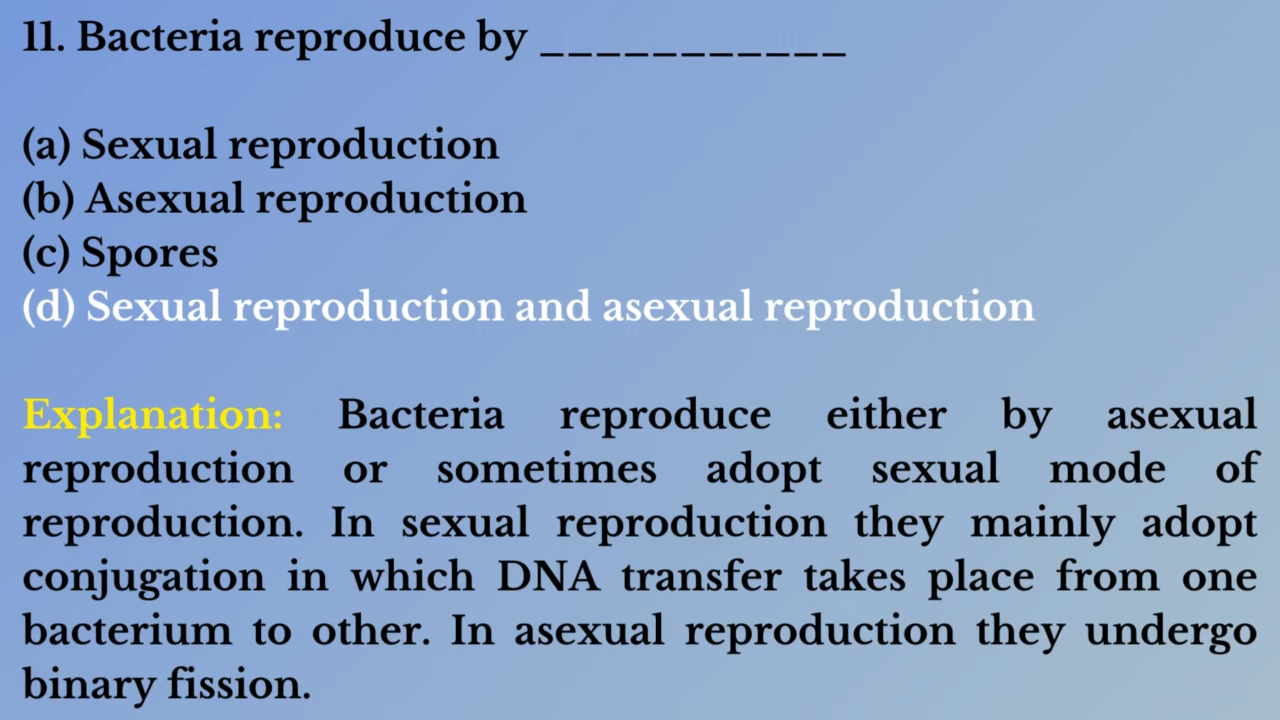 11. Bacteria reproduce by ___________
(a) Sexual reproduction
(b) Asexual reproduction
(c) Spores
(d) Sexual reproduction and asexual reproduction
Explanation: Bacteria reproduce either by asexual
reproduction or sometimes adopt sexual mode of
reproduction. In sexual reproduction they mainly adopt
conjugation in which DNA transfer takes place from one
bacterium to other. In asexual reproduction they undergo
binary fission.